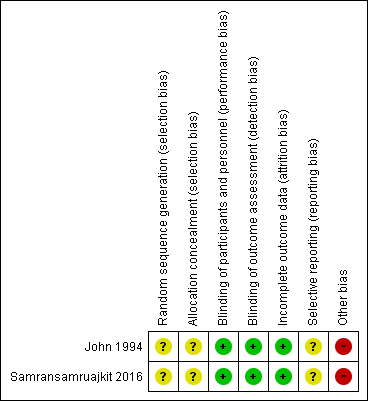 Random sequence generation (selection bias)
Allocation concealment (selection bias)
Blinding of participants and personnel (performance bias)
Blinding of outcome assessment (detection bias)
Incomplete outcome data (attrition bias)
Selective reporting (reporting bias)
Other bias
John 1994 ? ? + + + ? -
Samransamruajkit 2016 ? ? + + + ? -